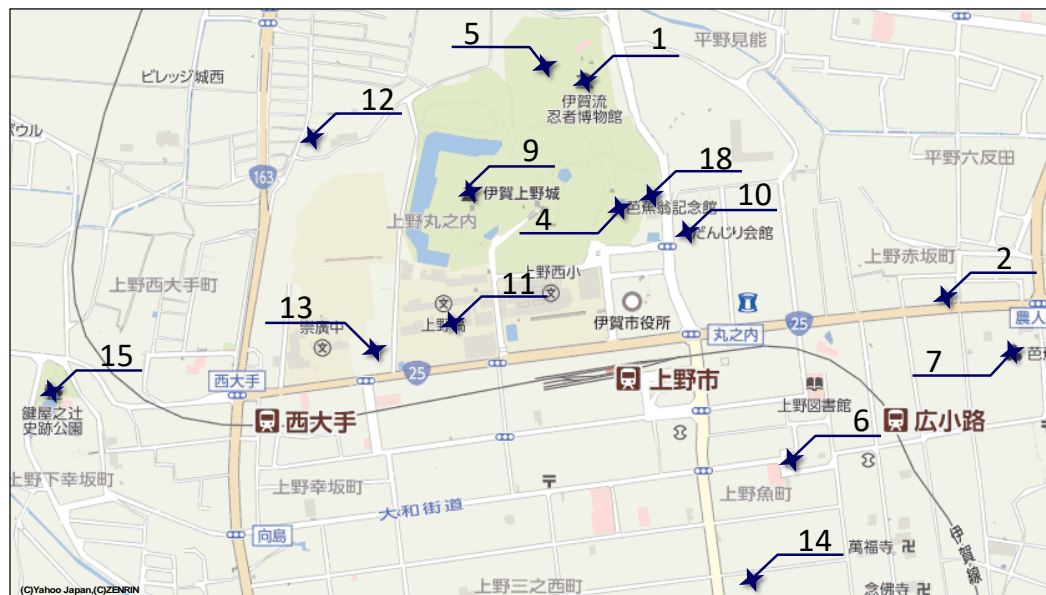 5
1
平野見能
ビレッジ城西
12
伊賀流
忍者博物館
ズウル
163
9
18
平野六反田
伊賀上野城
10
上野丸之内
4
芭蕉翁記念館
だんじり会館
上野西大手町
上野西小
上野赤坂町
2
11
13
崇廣中
上野高
伊賀市役所
丸之内
25
農人
15
西大手
25
7
芭蕉
鍵屋之辻
史跡公園
西大手
上野市
上野図書館
広小路
6
上野下幸坂町
上野幸坂町
上野魚町
大和街道
向島
14
萬福寺
伊賀線
上野三之西町
念佛寺
(C)Yahoo Japan,(C)ZENRIN